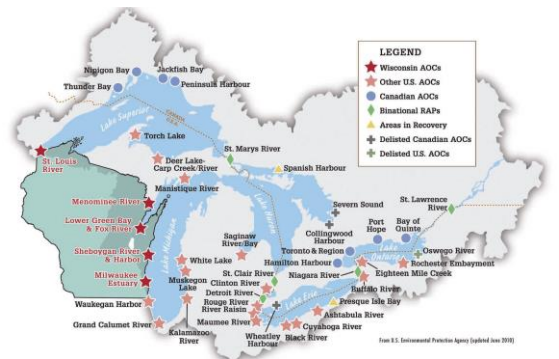 LEGEND
Wisconsin AOCs
Other U.S. AOCs
Canadian AOCs
Binational RAPs
Areas in Recovery
Delisted Canadian AOCs
Delisted U.S. AOCs
Nipigon Bay
Jackfish Bay
Thunder Bay
Peninsula Harbour
Lake Superior
CANADA
U.S.A.
Torch Lake
St. Marys River
St. Louis
River
Deer Lake-
Carp Creek/River
Spanish Harbour
Manistique River
Menominee River
Lower Green Bay
& Fox River
Sheboygan River
& Harbor
Milwaukee
Estuary
Waukegan Harbor
Grand Calumet River
Lake Michigan
Lake Huron
Saginaw
River/Bay
White Lake
Muskegon
Lake
Kalamazoo
River
St. Clair River
Clinton River
Detroit River
Rouge River
River Raisin
Maumee River
Wheatley
Harbour
Black River
Cuyahoga River
Ashtabula River
Presque Isle Bay
Lake Erie
Severn Sound
Collingwood
Harbour
Toronto & Region
Hamilton Harbour
Niagara River
Port
Hope
Bay of
Quinte
St. Lawrence
River
Lake
Ontario
Oswego River
Rochester Embayment
Eighteen Mile Creek
Buffalo River
From U.S. Environmental Protection Agency (updated June 2010)